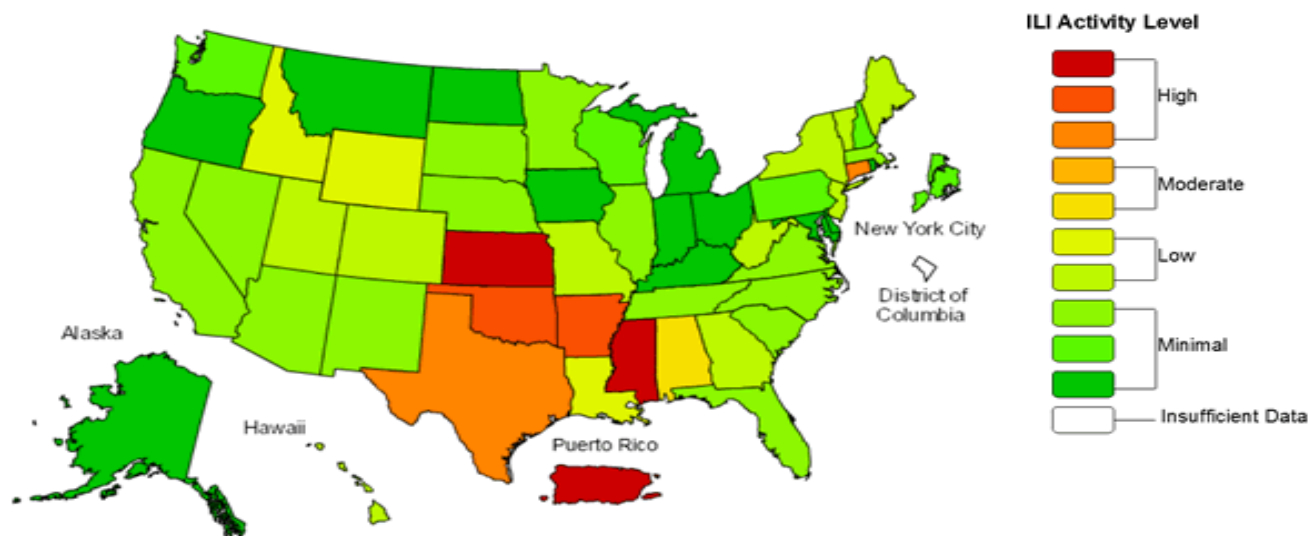 ILI Activity Level
High
Moderate
Low
Minimal
Insufficient Data
New York City
District of
Columbia
Alaska
Hawaii
Puerto Rico